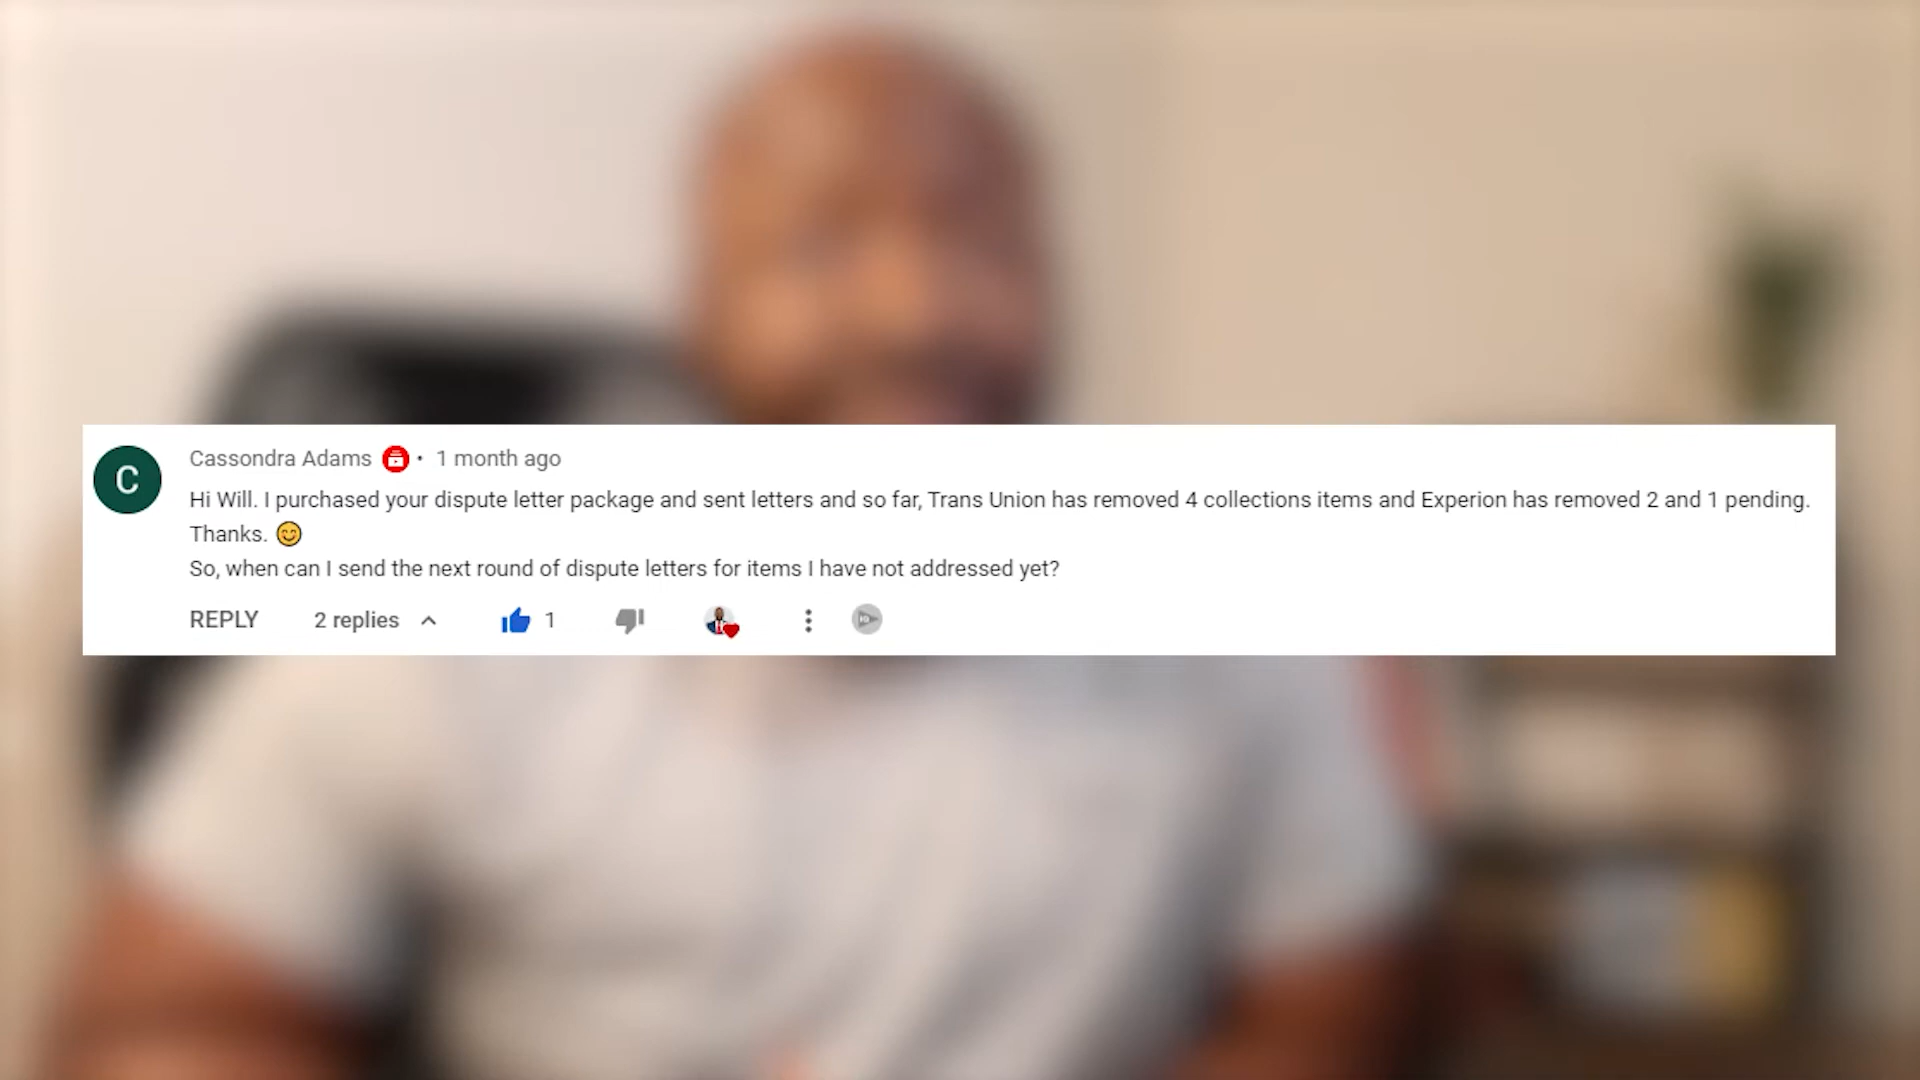 C
Cassondra Adams • 1 month ago
Hi Will. I purchased your dispute letter package and sent letters and so far, Trans Union has removed 4 collections items and Experion has removed 2 and 1 pending.
Thanks. 😊
So, when can I send the next round of dispute letters for items I have not addressed yet?
REPLY 2 replies 1